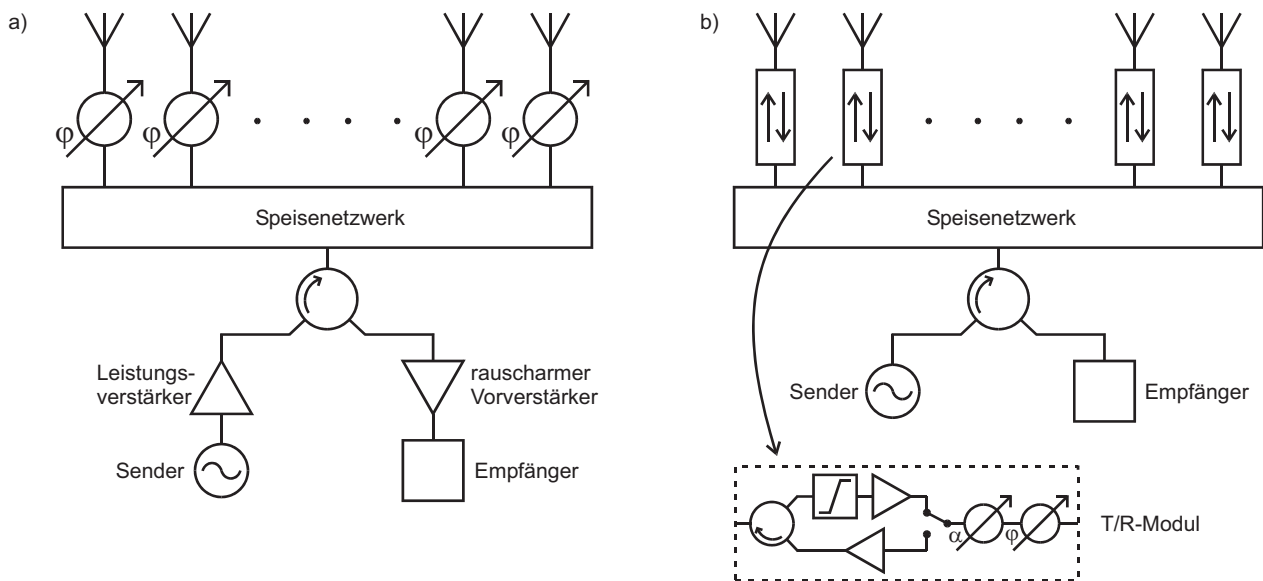 a)
φ
φ
φ
φ
Speisenetzwerk
Leistungs-
verstärker
rauscharmer
Vorverstärker
Sender
Empfänger
b)
Speisenetzwerk
Sender
Empfänger
α
φ
T/R-Modul